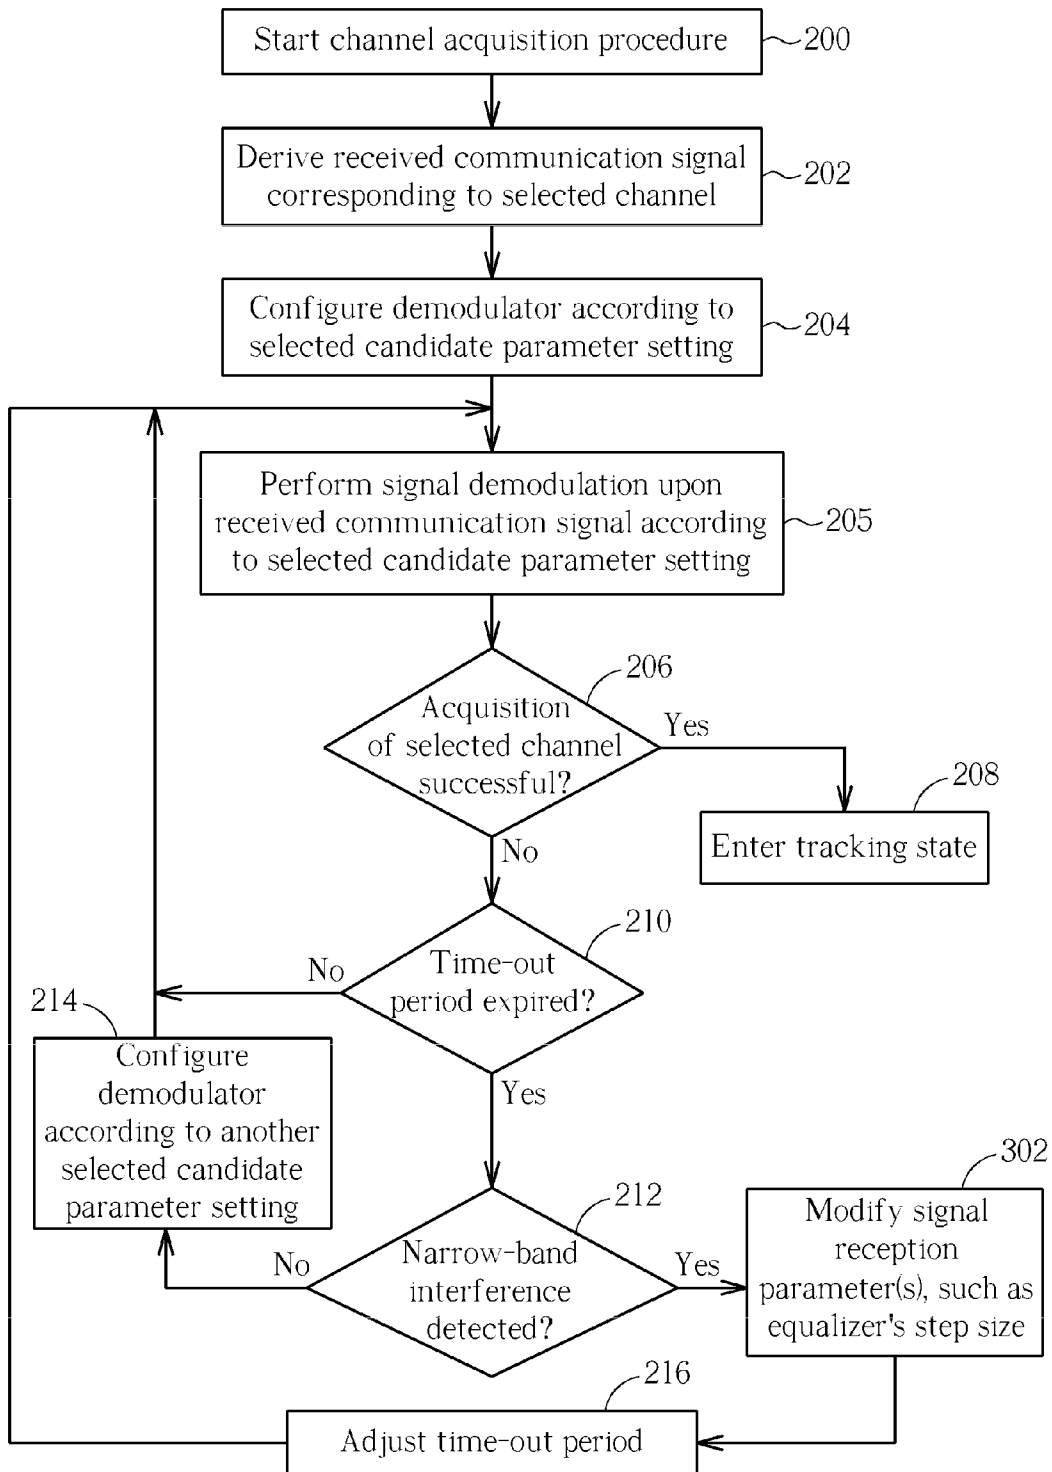 Start channel acquisition procedure
200
Derive received communication signal
corresponding to selected channel
202
Configure demodulator according to
selected candidate parameter setting
204
Perform signal demodulation upon
received communication signal according
to selected candidate parameter setting
205
206
Acquisition
of selected channel
successful?
Yes
208
Enter tracking state
No
210
Time-out
period expired?
No
214
Configure
demodulator
according to another
selected candidate
parameter setting
Yes
212
Narrow-band
interference
detected?
No
Yes
302
Modify signal
reception
parameter(s), such as
equalizer's step size
216
Adjust time-out period